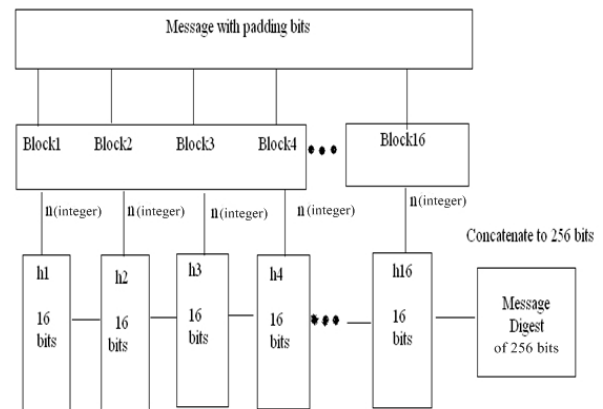 Message with padding bits
Block1 Block2 Block3 Block4 Block16
n(integer) n(integer) n(integer) n(integer) n(integer)
Concatenate to 256 bits
h1 h2 h3 h4 h16
16 16 16 16 16
bits bits bits bits bits
Message
Digest
of 256 bits